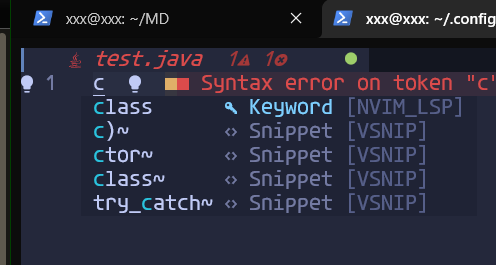 xxx@xxx: ~/MD
xxx@xxx: ~/.config
test.java 1 1
1 c Syntax error on token "c"
class Keyword [NVIM_LSP]
c)~ Snippet [VSNIP]
ctor~ Snippet [VSNIP]
class~ Snippet [VSNIP]
try_catch~ Snippet [VSNIP]